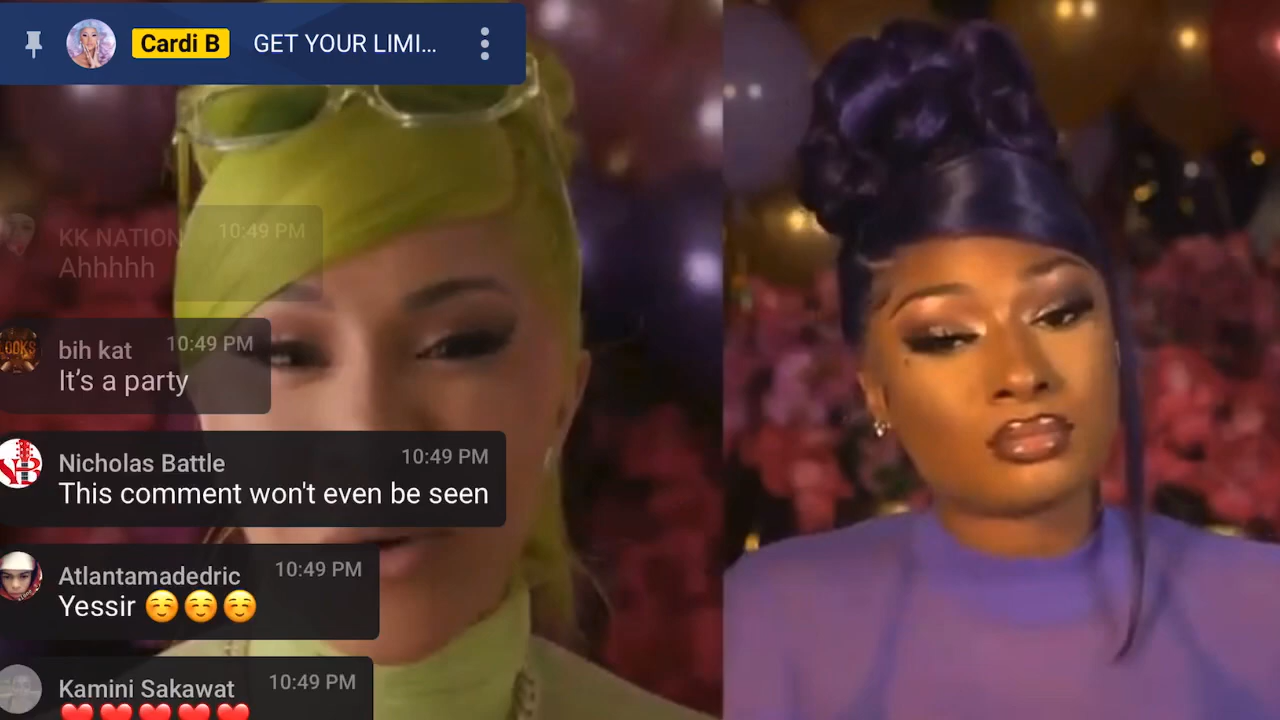 Cardi B GET YOUR LIMI...
KK NATION 10:49 PM
Ahhhhh
LOOKS
bih kat 10:49 PM
It's a party
Nicholas Battle 10:49 PM
This comment won't even be seen
Atlantamadedric 10:49 PM
Yessir ☺️☺️☺️
Kamini Sakawat 10:49 PM
❤️❤️❤️❤️❤️